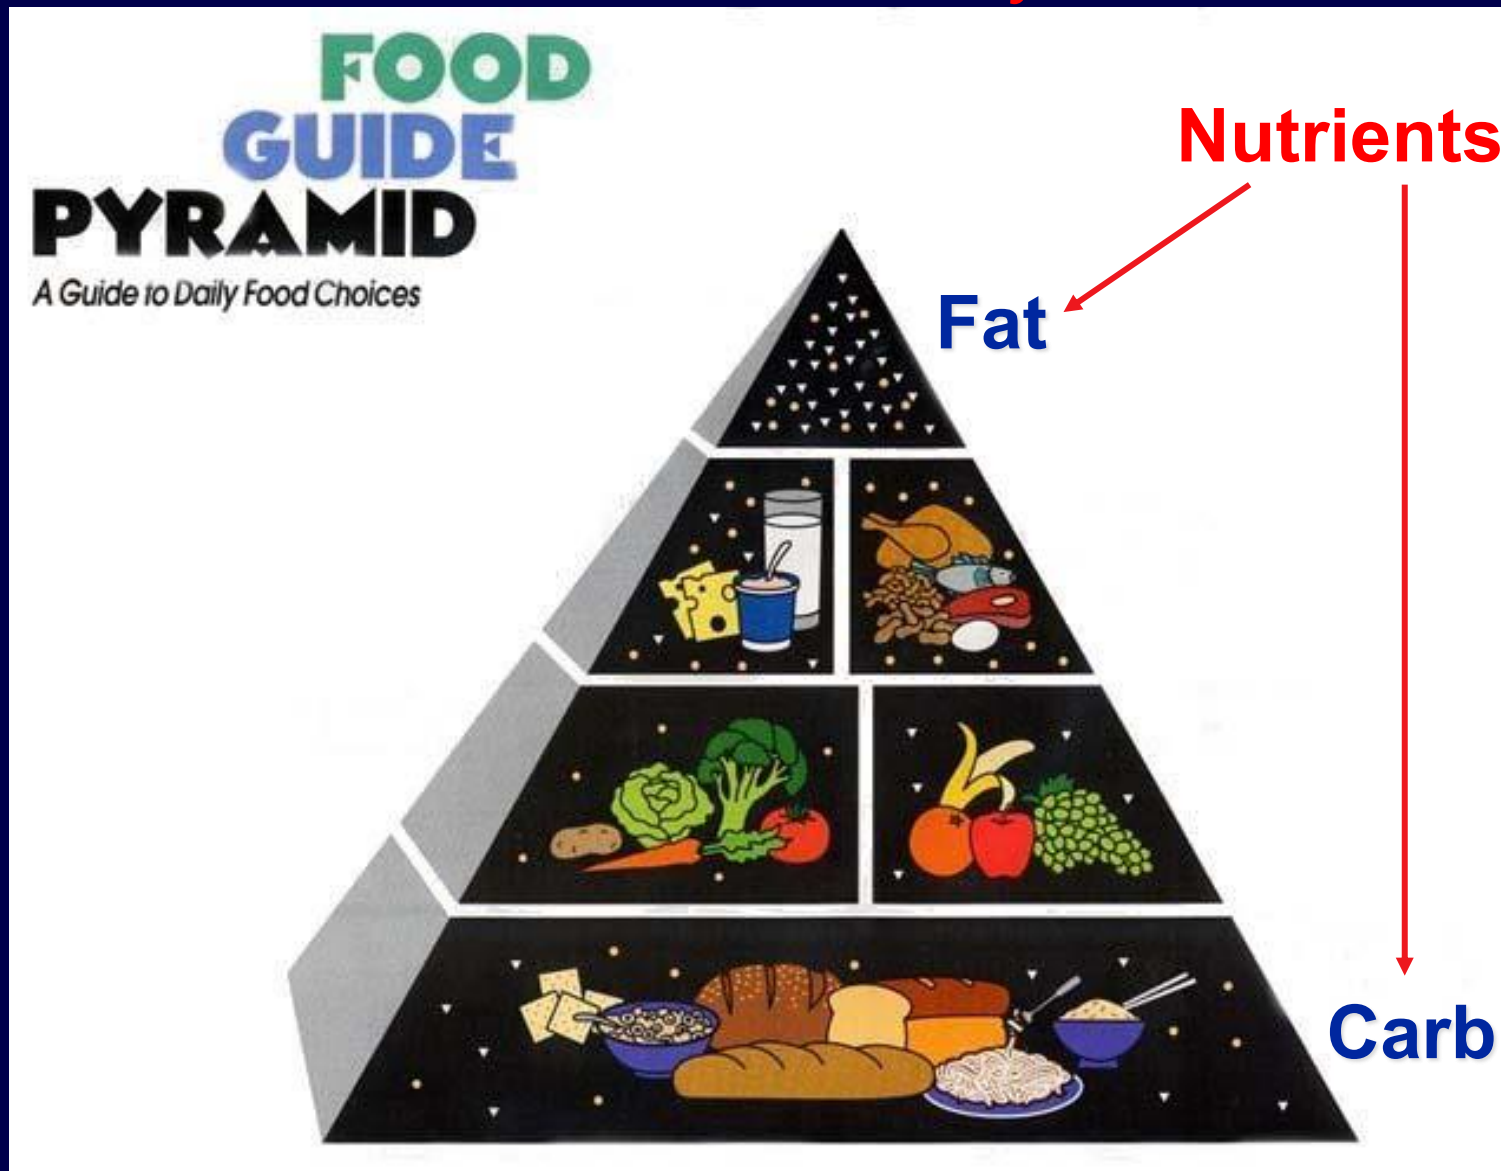 FOOD
GUIDE
PYRAMID
A Guide to Daily Food Choices
Nutrients
Fat
Carb